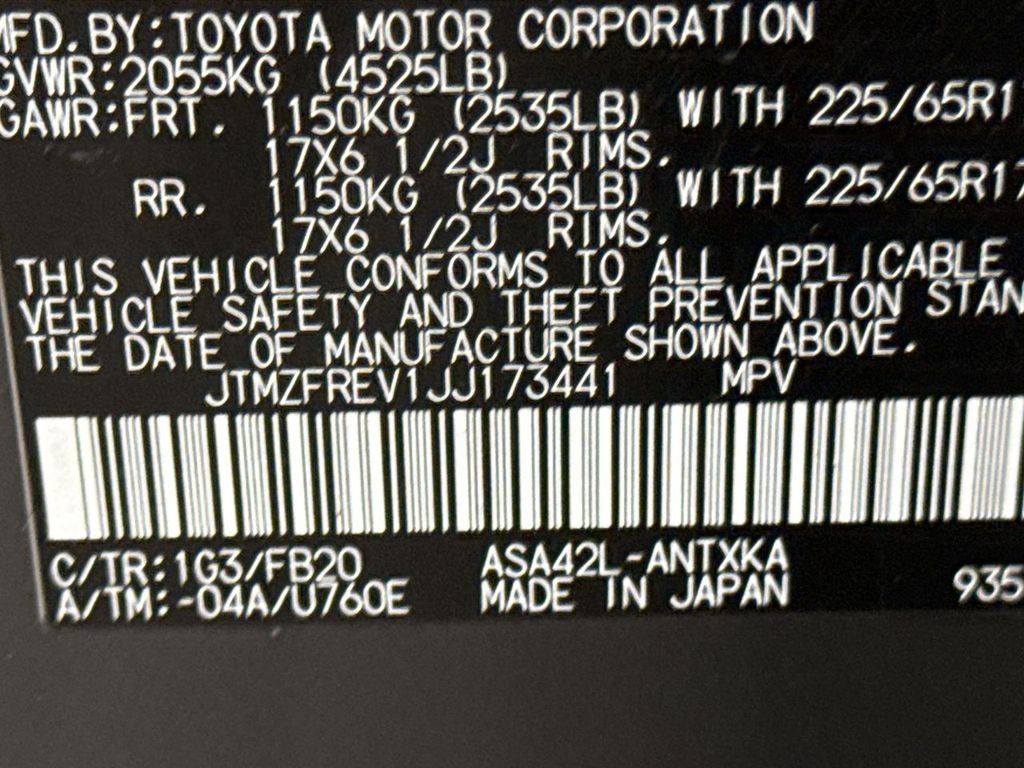 MFD.BY:TOYOTA MOTOR CORPORATION
GVWR:2055KG (4525LB)
GAWR:FRT. 1150KG (2535LB) WITH 225/65R1
17X6 1/2J RIMS.
RR. 1150KG (2535LB) WITH 225/65R17
17X6 1/2J RIMS.
THIS VEHICLE CONFORMS TO ALL APPLICABLE
VEHICLE SAFETY AND THEFT PREVENTION STAN
THE DATE OF MANUFACTURE SHOWN ABOVE.
JTMZFREV1JJ173441 MPV
C/TR:1G3/FB20 ASA42L-ANTXKA
A/TM:-04A/U760E MADE IN JAPAN 935